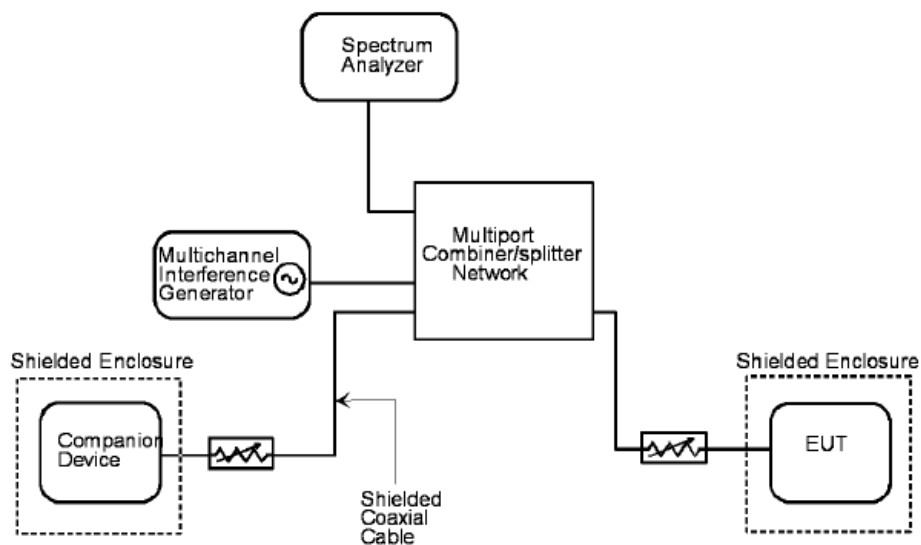 Spectrum
Analyzer
Multiport
Combiner/splitter
Network
Multichannel
Interference
Generator
Shielded Enclosure
Companion
Device
Shielded
Coaxial
Cable
Shielded Enclosure
EUT